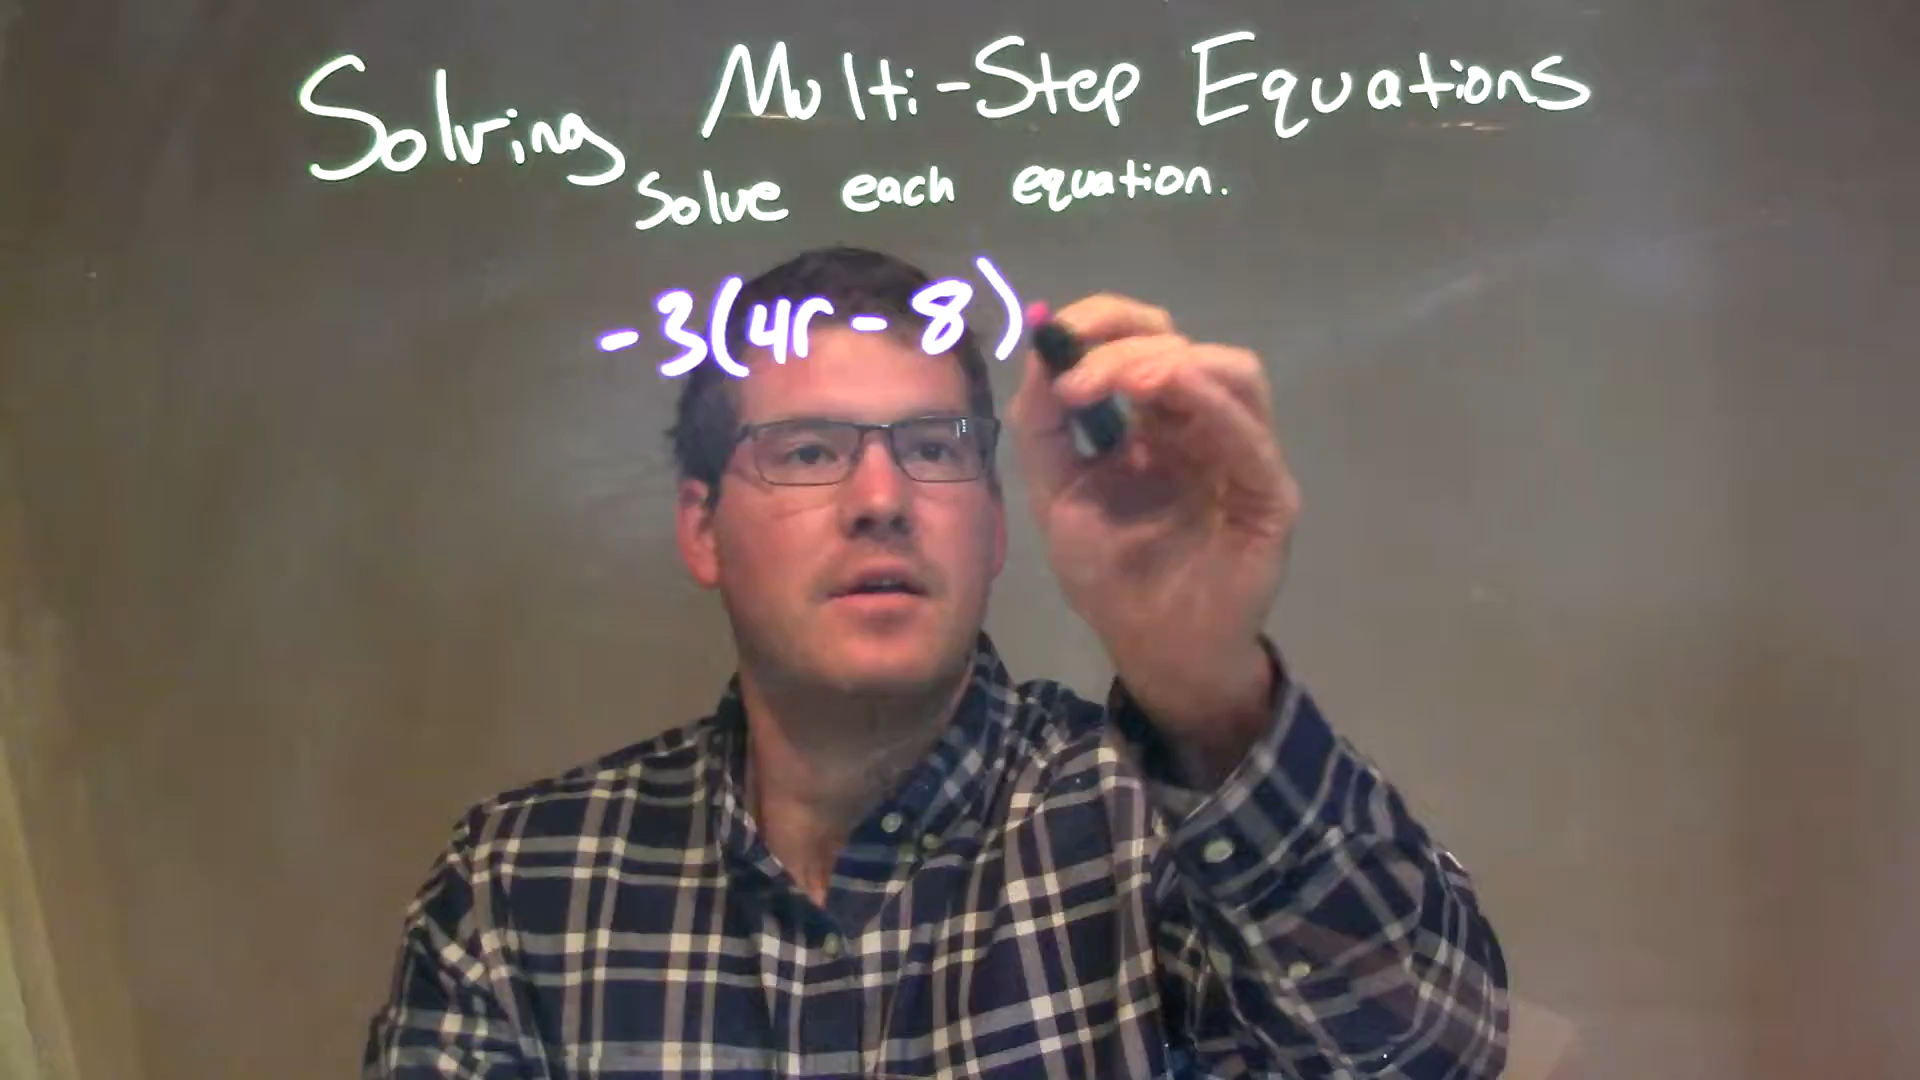 Solving Multi-Step Equations
Solve each equation.
-3(4r-8)